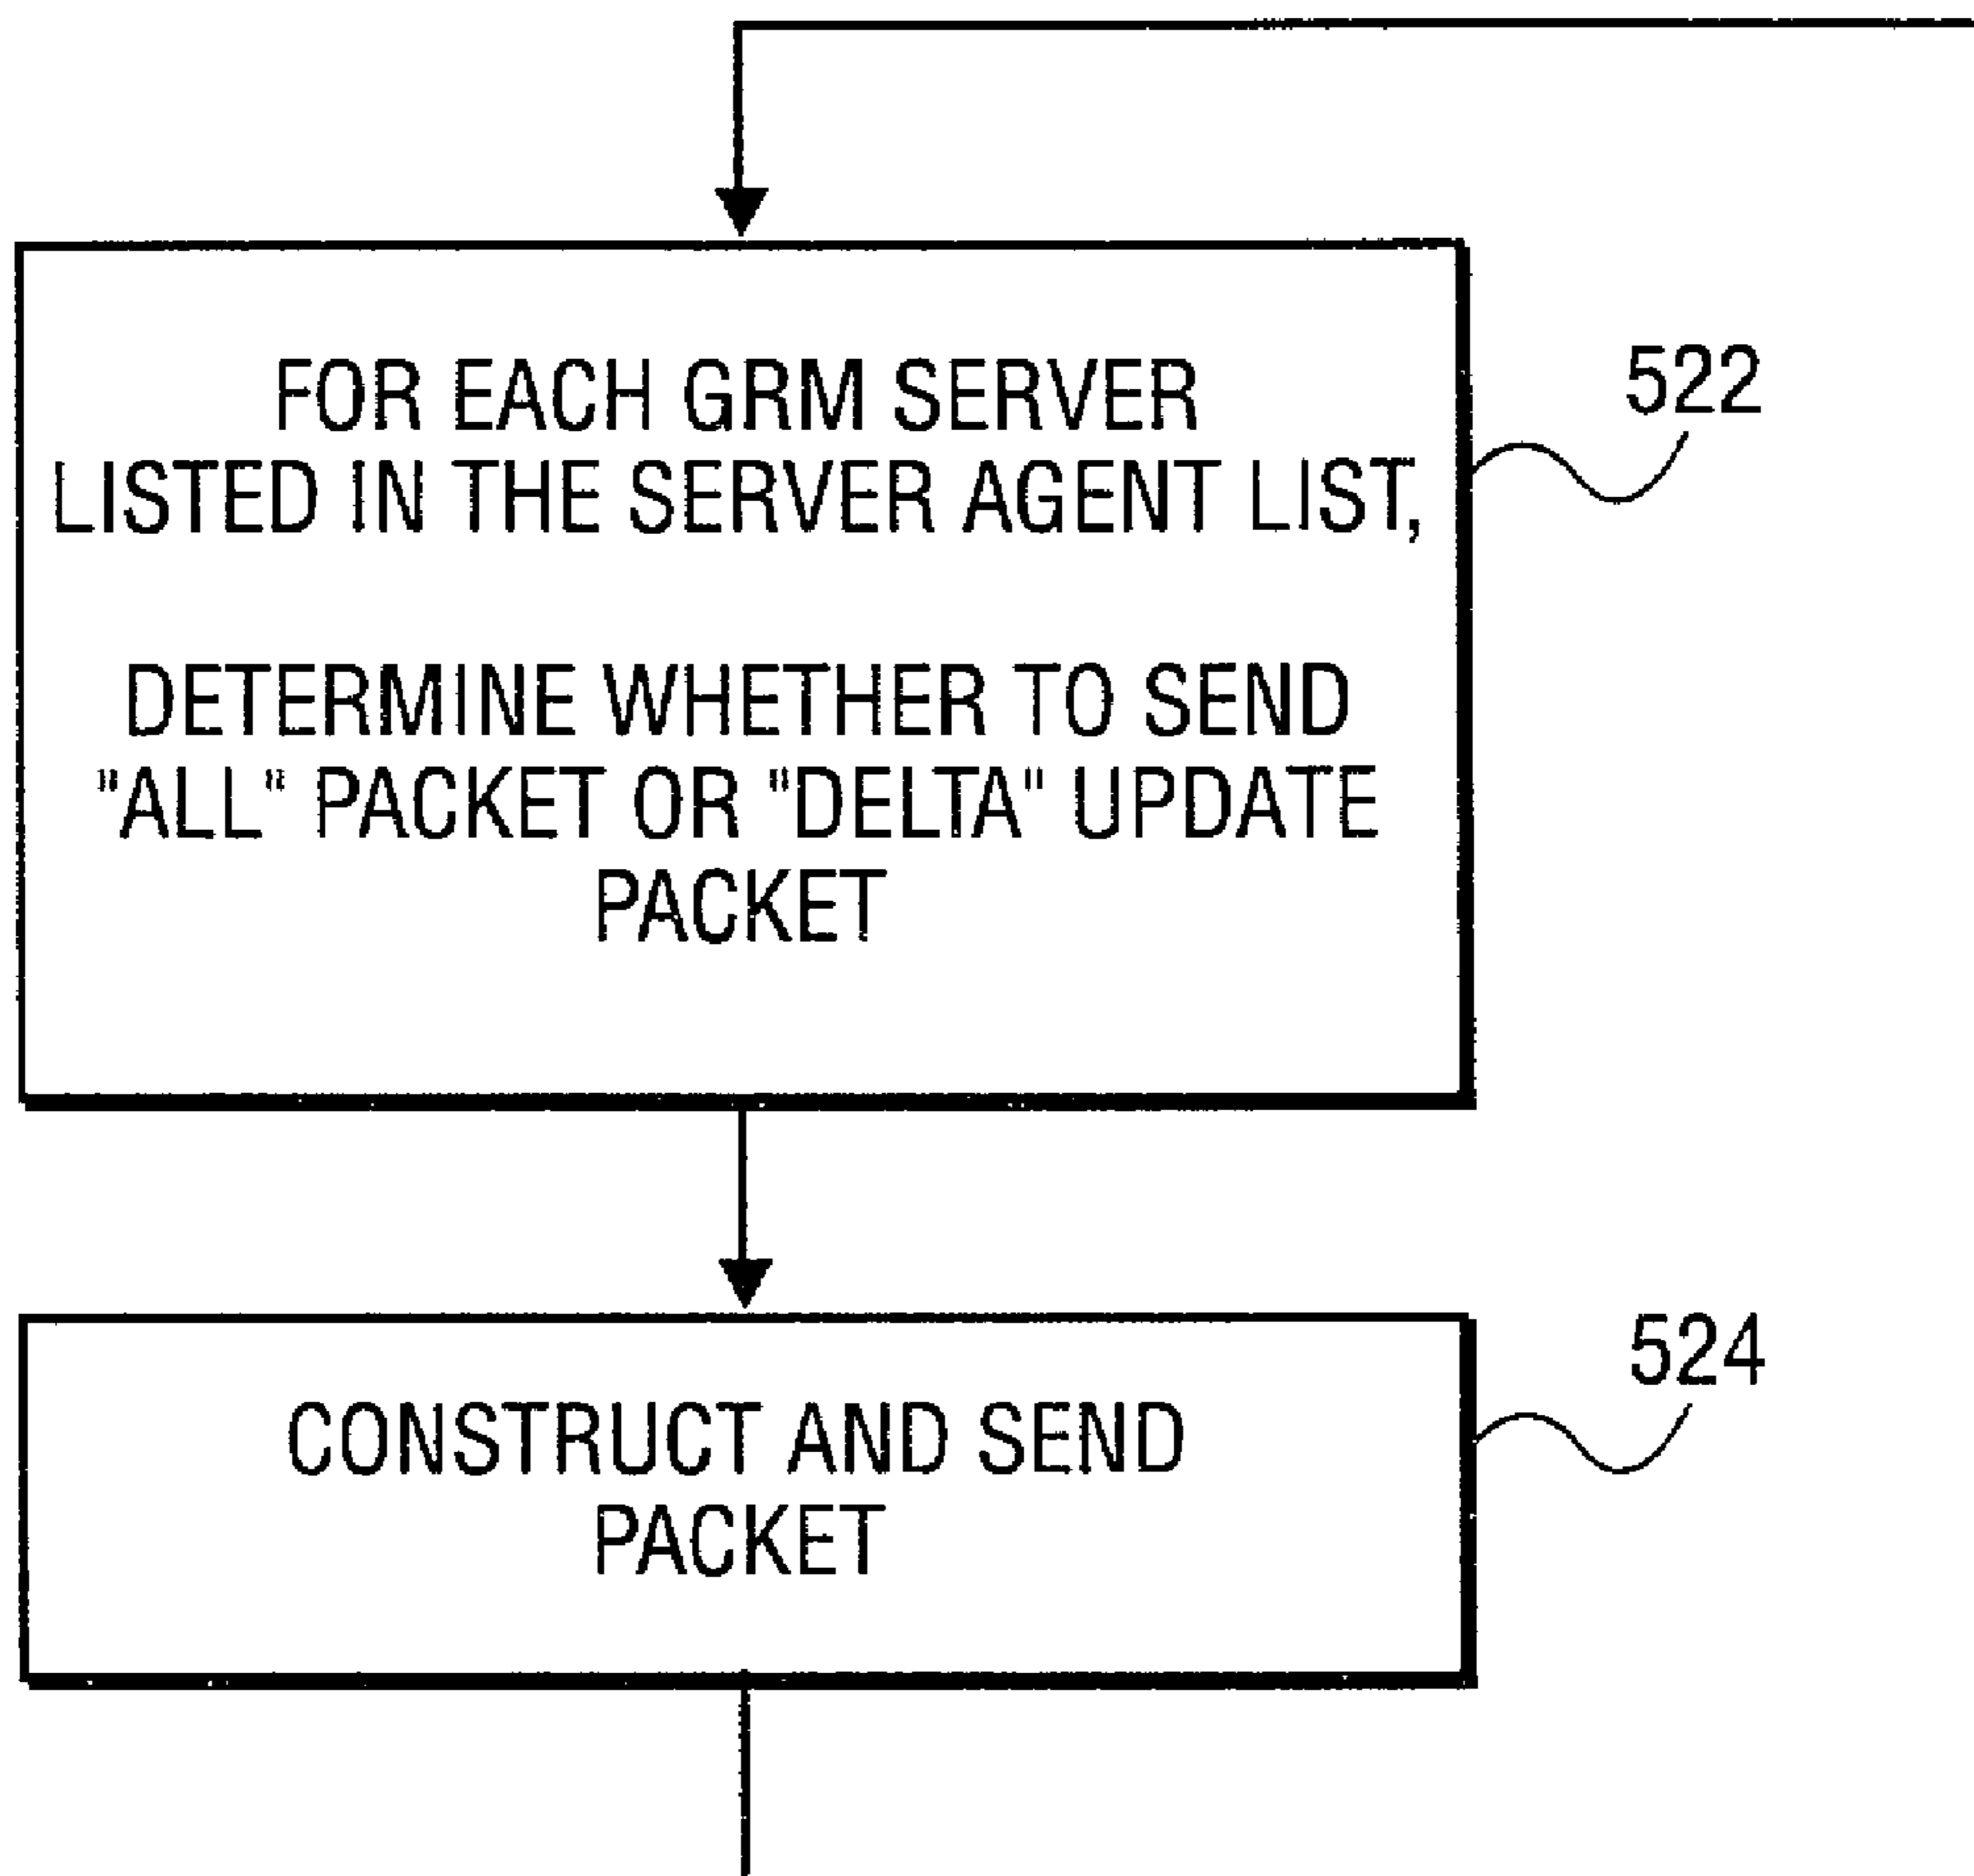 FOR EACH GRM SERVER
LISTED IN THE SERVER AGENT LIST,
522
DETERMINE WHETHER TO SEND
"ALL" PACKET OR "DELTA" UPDATE
PACKET
CONSTRUCT AND SEND
PACKET
524